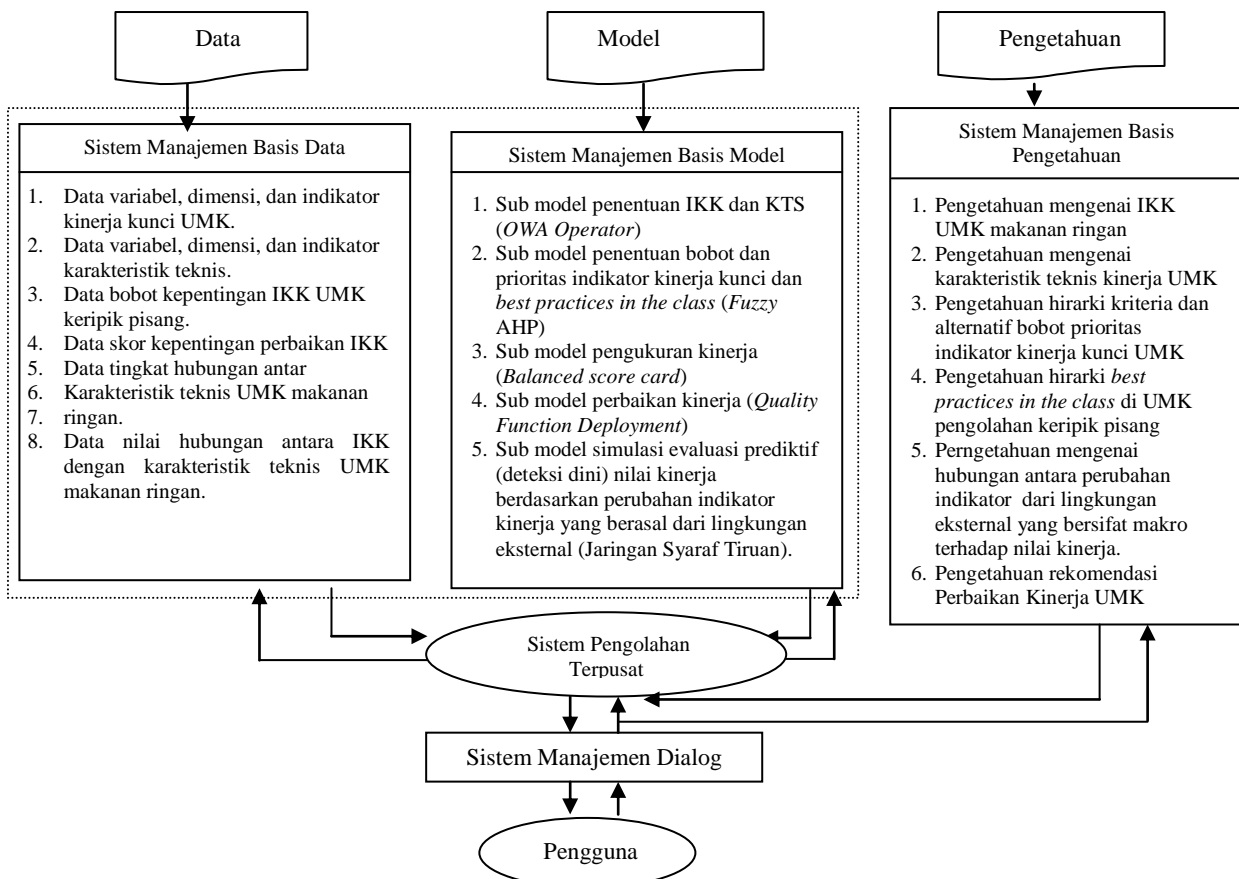 Data
Model
Pengetahuan
Sistem Manajemen Basis Data
1. Data variabel, dimensi, dan indikator
kinerja kunci UMK.
2. Data variabel, dimensi, dan indikator
karakteristik teknis.
3. Data bobot kepentingan IKK UMK
keripik pisang.
4. Data skor kepentingan perbaikan IKK
5. Data tingkat hubungan antar
6. Karakteristik teknis UMK makanan
7. ringan.
8. Data nilai hubungan antara IKK
dengan karakteristik teknis UMK
makanan ringan.
Sistem Manajemen Basis Model
1. Sub model penentuan IKK dan KTS
(OWA Operator)
2. Sub model penentuan bobot dan
prioritas indikator kinerja kunci dan
best practices in the class (Fuzzy
AHP)
3. Sub model pengukuran kinerja
(Balanced score card)
4. Sub model perbaikan kinerja (Quality
Function Deployment)
5. Sub model simulasi evaluasi prediktif
(deteksi dini) nilai kinerja
berdasarkan perubahan indikator
kinerja yang berasal dari lingkungan
eksternal (Jaringan Syaraf Tiruan).
Sistem Manajemen Basis
Pengetahuan
1. Pengetahuan mengenai IKK
UMK makanan ringan
2. Pengetahuan mengenai
karakteristik teknis kinerja UMK
3. Pengetahuan hirarki kriteria dan
alternatif bobot prioritas
indikator kinerja kunci UMK
4. Pengetahuan hirarki best
practices in the class di UMK
pengolahan keripik pisang
5. Perngetahuan mengenai
hubungan antara perubahan
indikator dari lingkungan
eksternal yang bersifat makro
terhadap nilai kinerja.
6. Pengetahuan rekomendasi
Perbaikan Kinerja UMK
Sistem Pengolahan
Terpusat
Sistem Manajemen Dialog
Pengguna